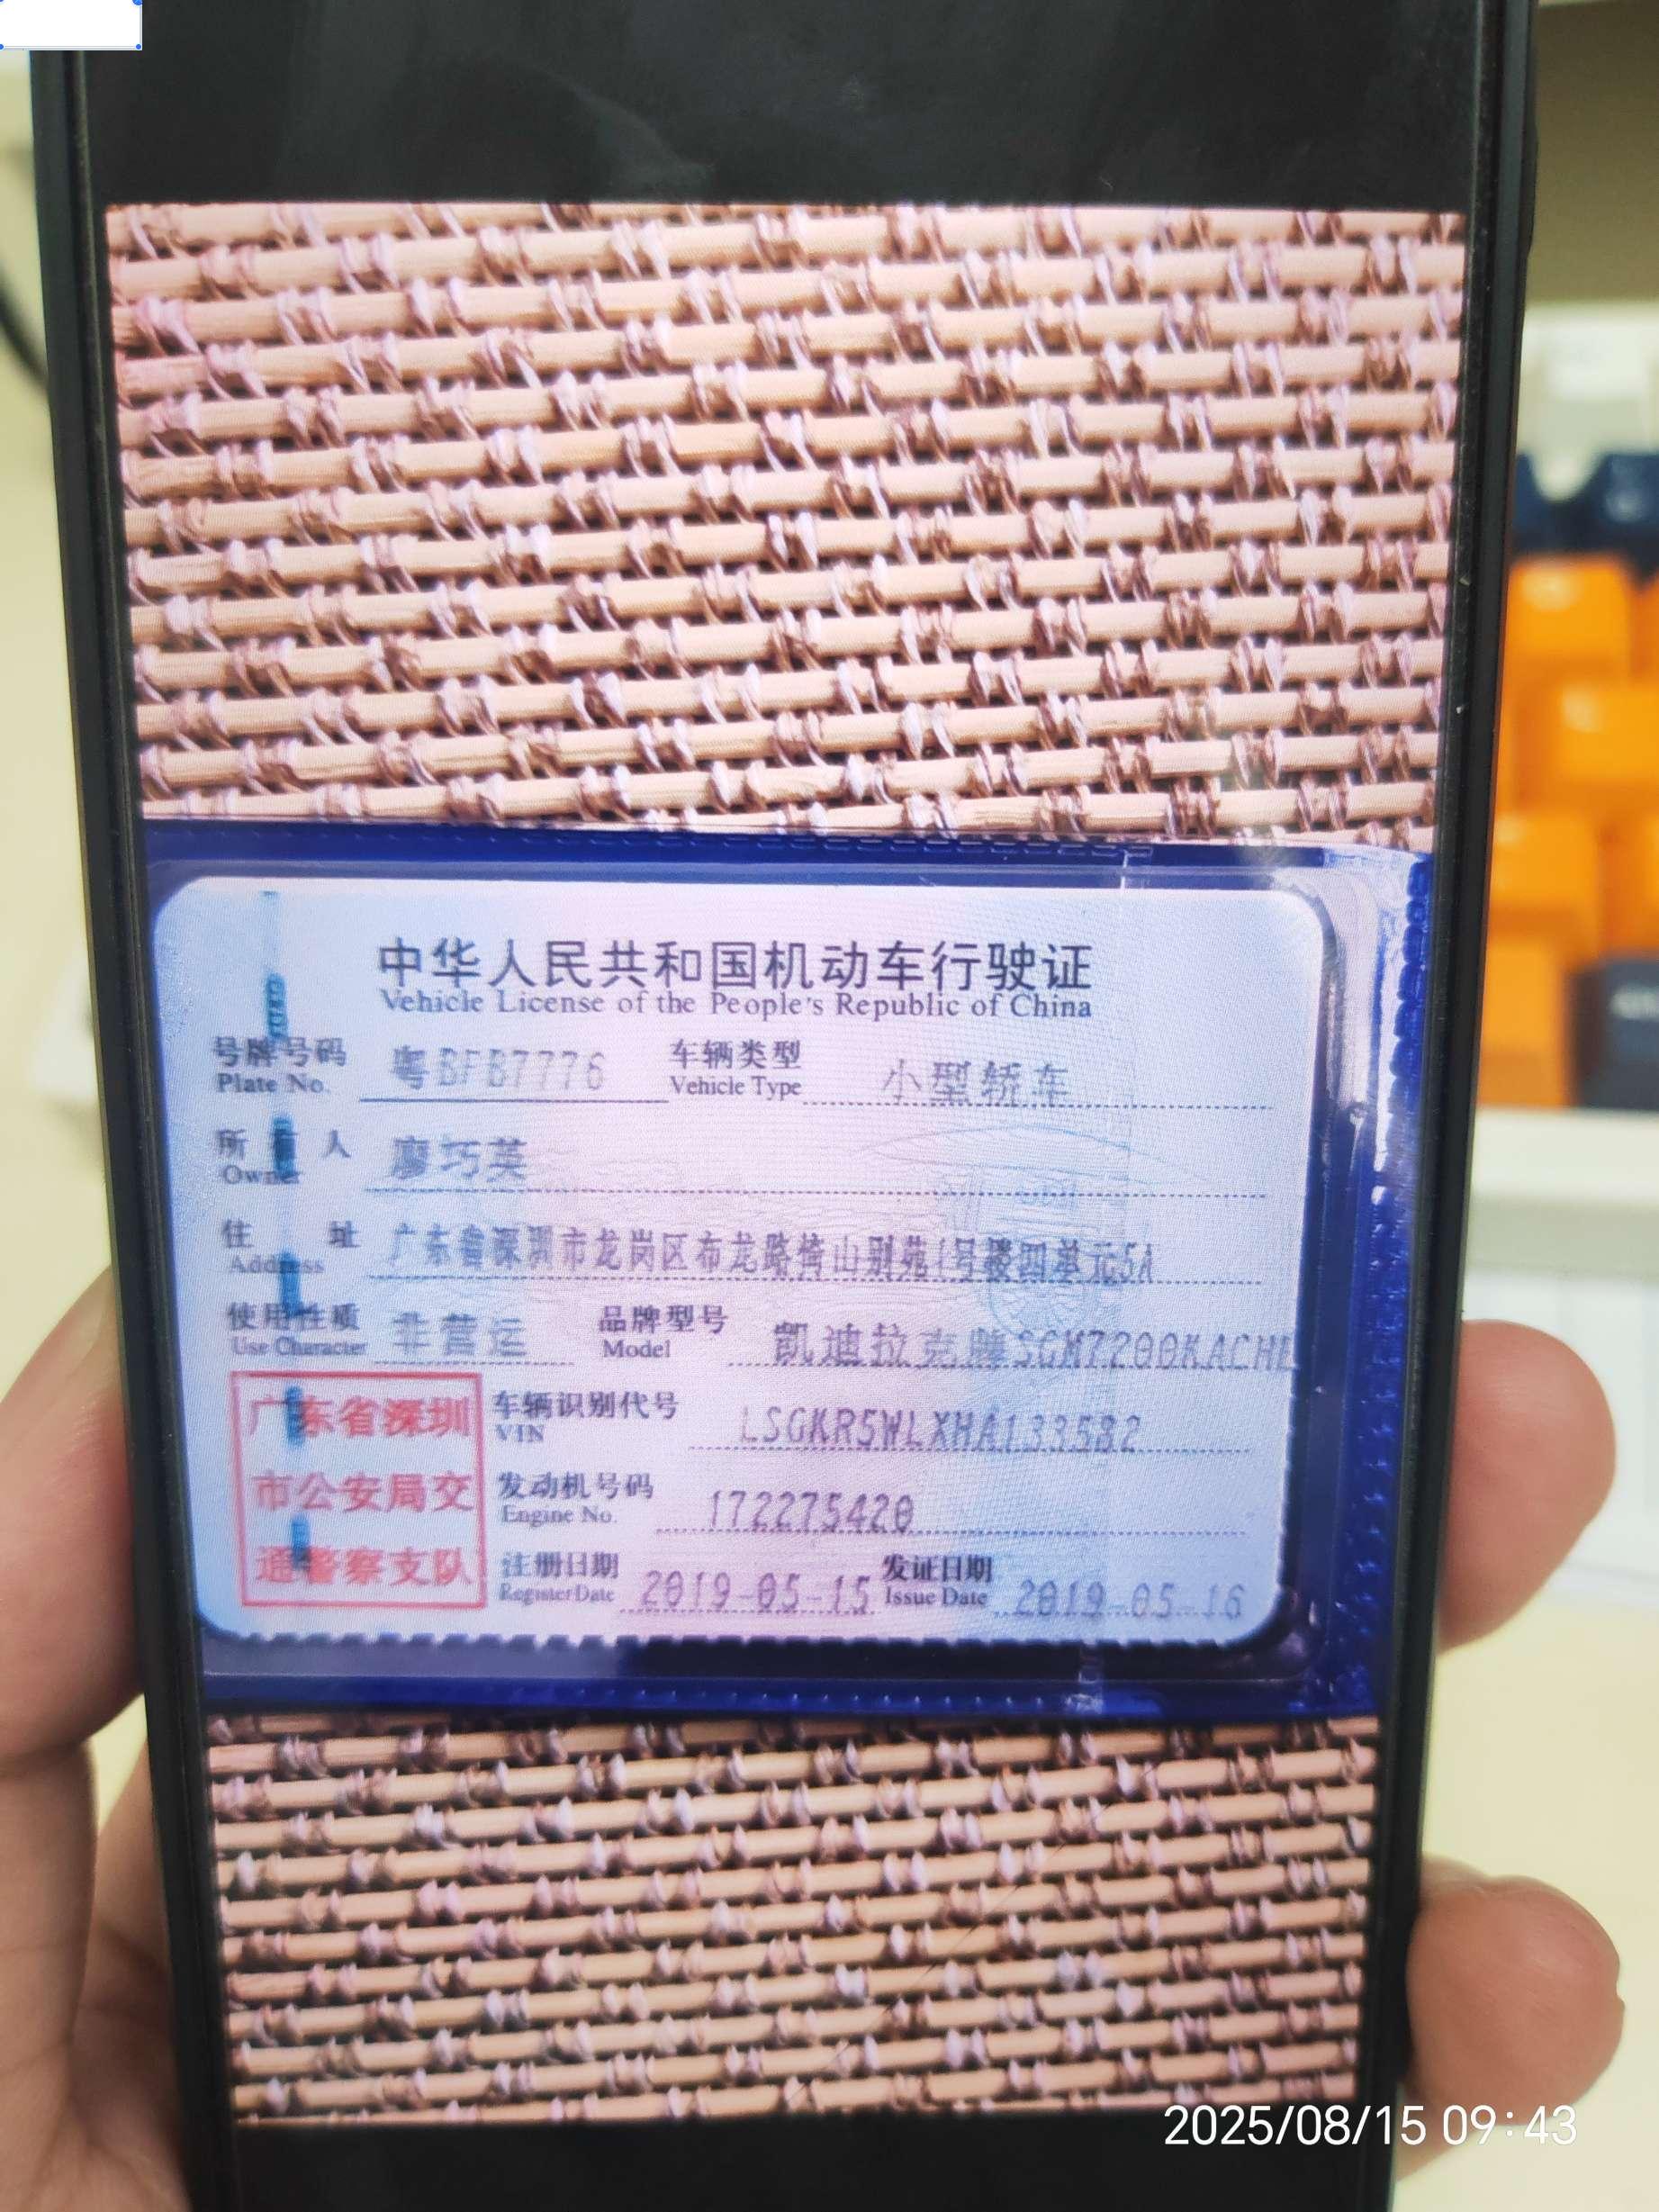 中华人民共和国机动车行驶证
Vehicle License of the People's Republic of China
号牌号码 粤BFB7776 车辆类型 小型轿车
Plate No. Vehicle Type
所有人 廖巧英
Owner
住址 广东省深圳市龙岗区布龙路 山别苑1号楼四单元5A
Address
使用性质 非营运 品牌型号 凯迪拉克牌SGM7200KACHE
Use Character Model
广东省深圳
市公安局交
通警察支队
车辆识别代号 LSGKR5WLXHA133582
VIN
发动机号码 172275420
Engine No.
注册日期 2019-05-15 发证日期 2019-05-16
Register Date Issue Date
2025/08/15 09:43